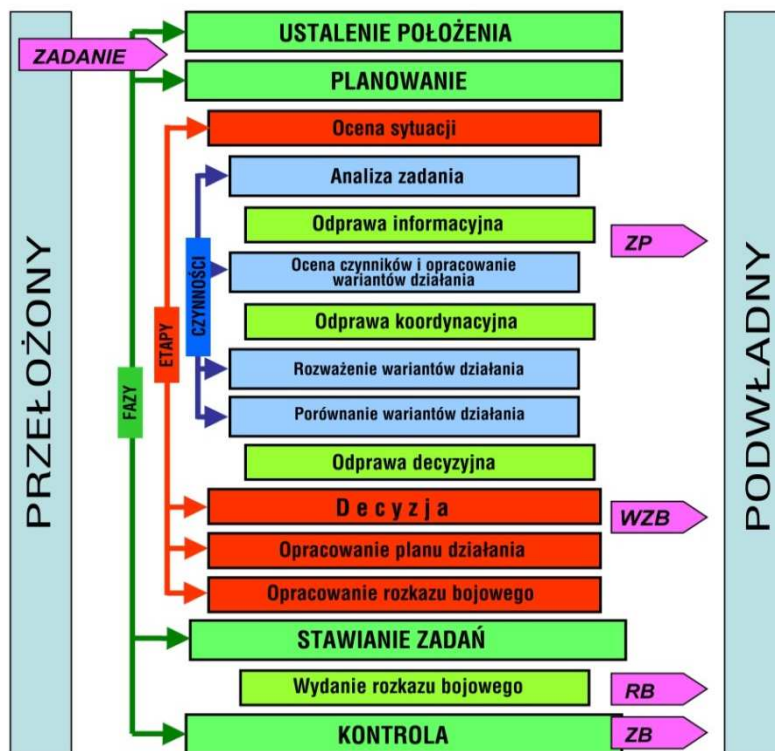 USTALENIE POŁOŻENIA
ZADANIE
PLANOWANIE
Ocena sytuacji
Analiza zadania
Odprawa informacyjna
ZP
Ocena czynników i opracowanie
wariantów działania
Odprawa koordynacyjna
Rozważenie wariantów działania
Porównanie wariantów działania
Odprawa decyzyjna
D e c y z j a
WZB
Opracowanie planu działania
Opracowanie rozkazu bojowego
STAWIANIE ZADAŃ
Wydanie rozkazu bojowego
RB
KONTROLA
ZB
PRZEŁOŻONY
FAZY
ETAPY
CZYNNOŚCI
PODWŁADNY